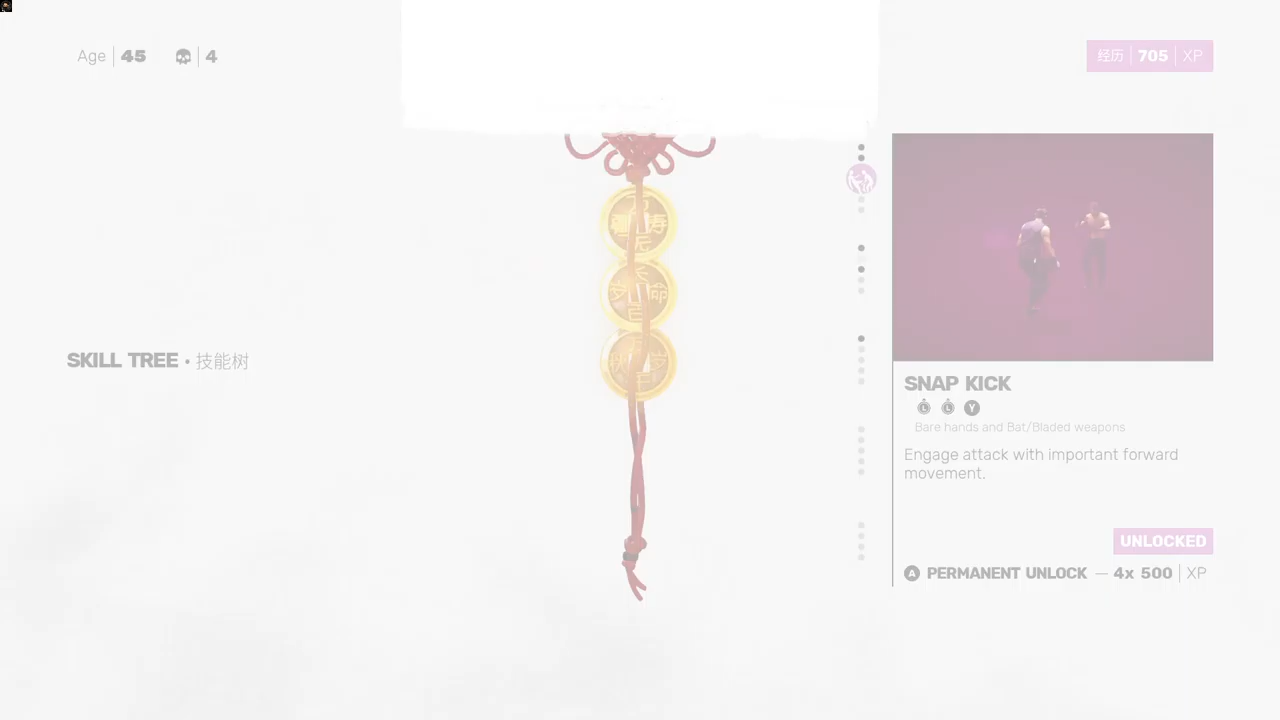 Age 45 4
经历 705 XP
SKILL TREE • 技能树
SNAP KICK
L L Y
Bare hands and Bat/Bladed weapons
Engage attack with important forward
movement.
UNLOCKED
A PERMANENT UNLOCK — 4x 500 XP